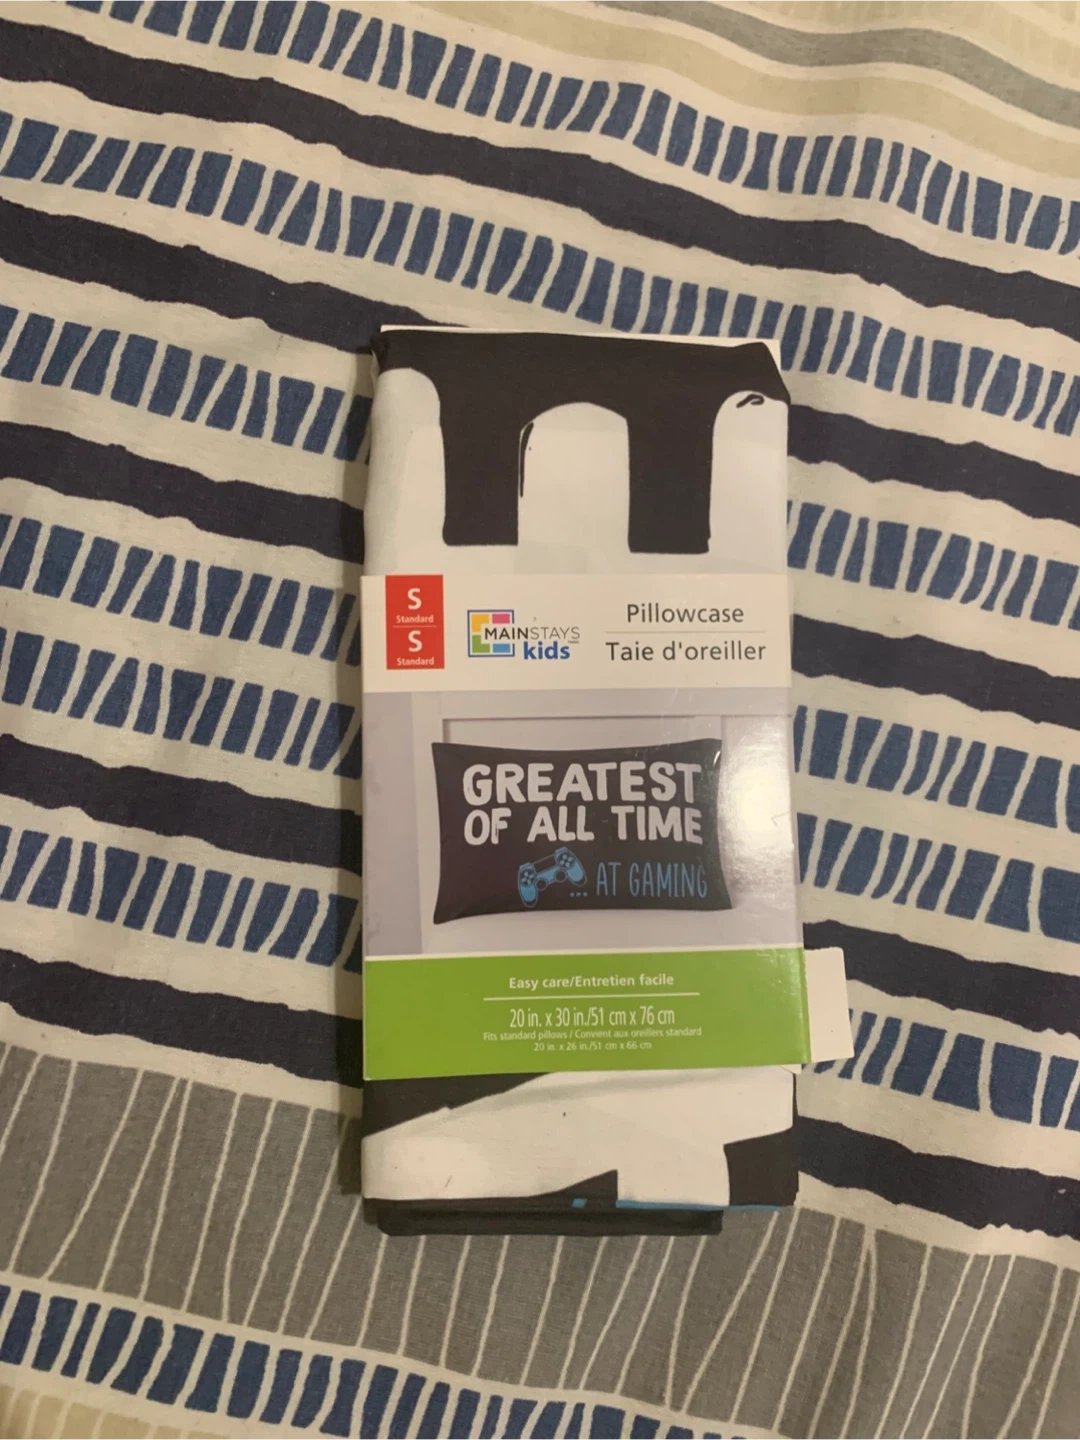 S
Standard
S
Standard
MAINSTAYS
kids
Pillowcase
Taie d'oreiller
GREATEST
OF ALL TIME
... AT GAMING
Easy care/Entretien facile
20 in. x 30 in./51 cm x 76 cm
Fits standard pillows / Convient aux oreillers standard
20 in. x 26 in./51 cm x 66 cm